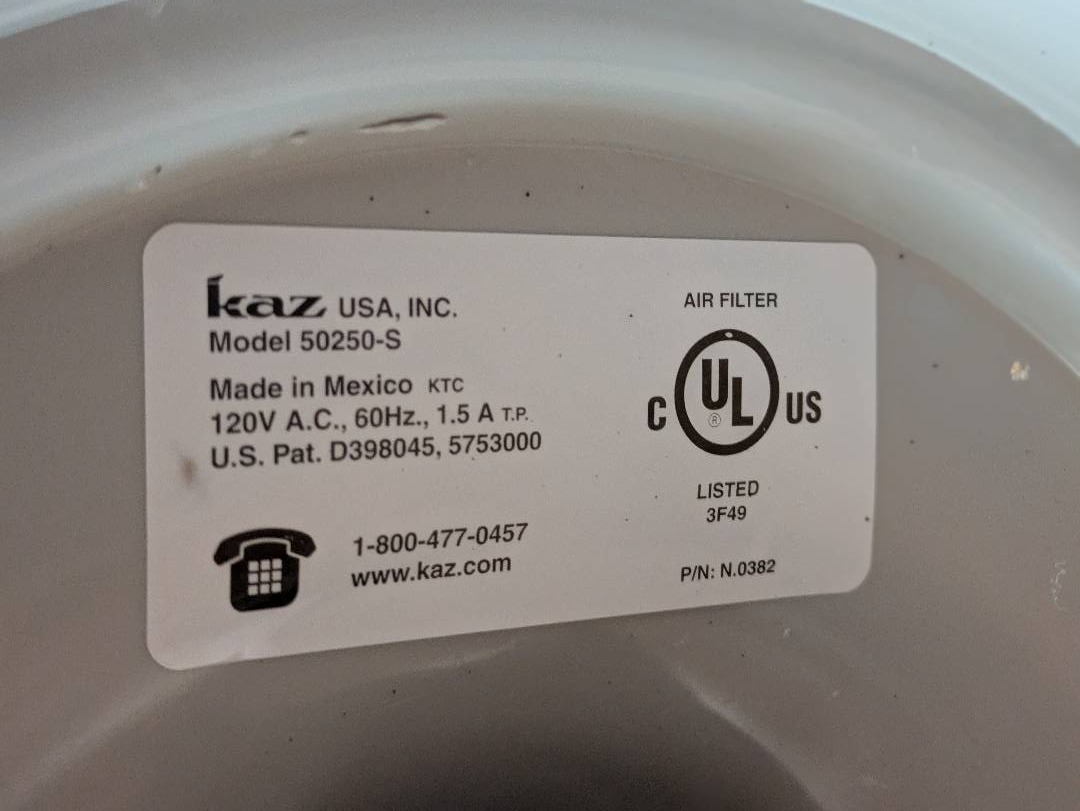 kaz USA, INC.
Model 50250-S
Made in Mexico KTC
120V A.C., 60Hz., 1.5 A T.P.
U.S. Pat. D398045, 5753000
1-800-477-0457
www.kaz.com
AIR FILTER
C UL® US
LISTED
3F49
P/N: N.0382